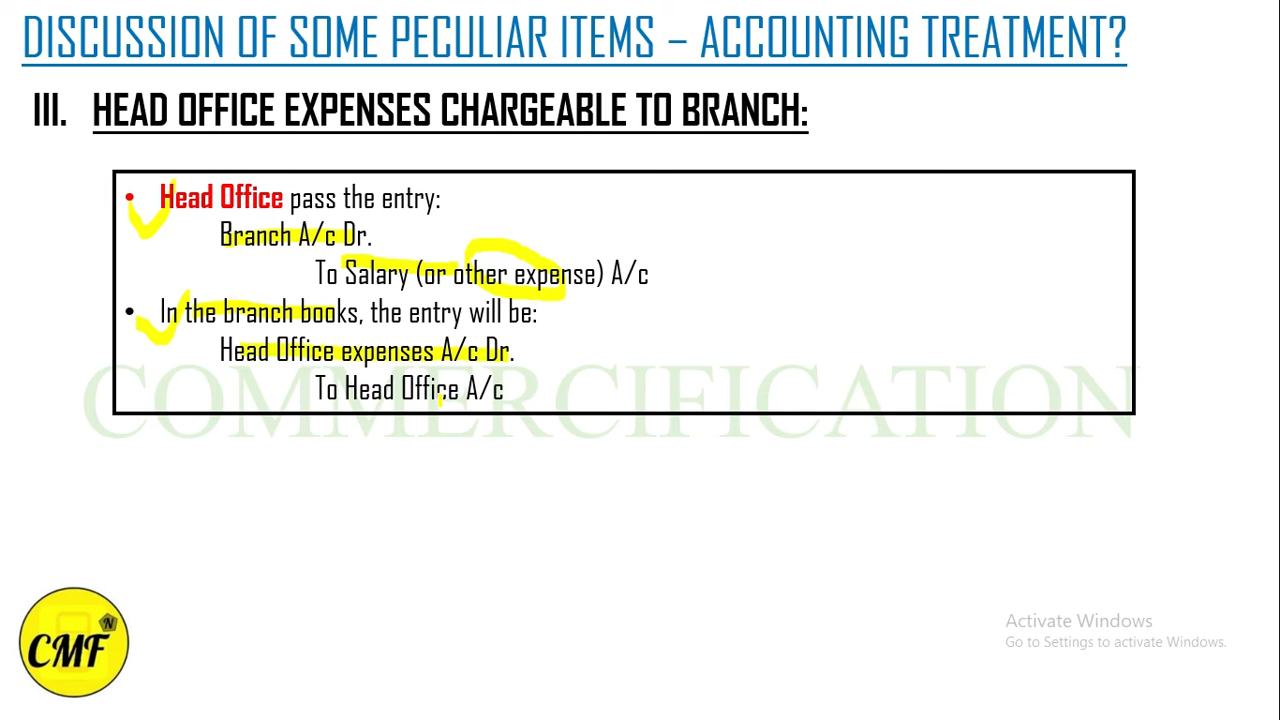 DISCUSSION OF SOME PECULIAR ITEMS – ACCOUNTING TREATMENT?
III. HEAD OFFICE EXPENSES CHARGEABLE TO BRANCH:
• Head Office pass the entry:
Branch A/c Dr.
To Salary (or other expense) A/c
• In the branch books, the entry will be:
Head Office expenses A/c Dr.
To Head Office A/c
COMMERCIFICATION
CMF
N
Activate Windows
Go to Settings to activate Windows.